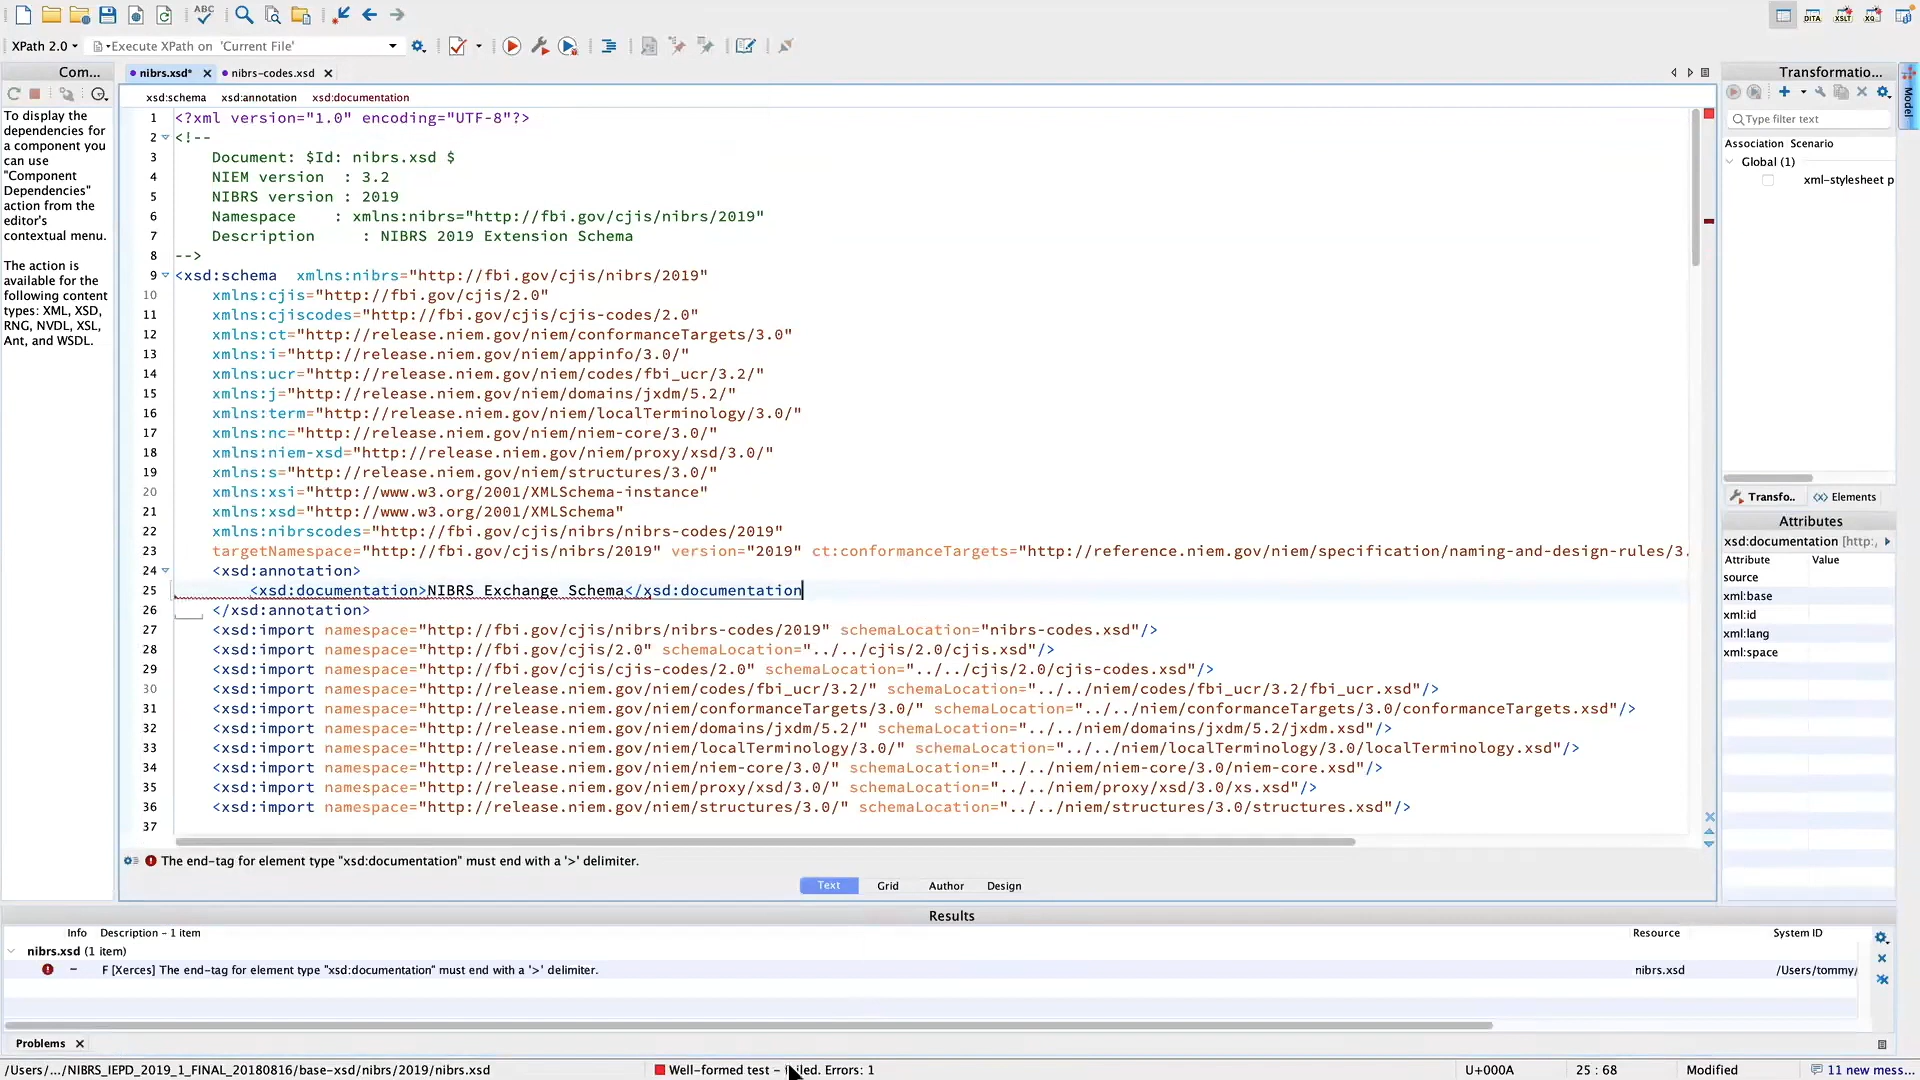 ABC
DITA
XSLT
XQ
XPath 2.0
Execute XPath on 'Current File'
Com...
nibrs.xsd*
nibrs-codes.xsd
Transformatio...
Model
To display the
dependencies for
a component you
can use
"Component
Dependencies"
action from the
editor's
contextual menu.
The action is
available for the
following content
types: XML, XSD,
RNG, NVDL, XSL,
Ant, and WSDL.
xsd:schema xsd:annotation xsd:documentation
1 <?xml version="1.0" encoding="UTF-8"?>
2 <!--
3 Document: $Id: nibrs.xsd $
4 NIEM version : 3.2
5 NIBRS version : 2019
6 Namespace : xmlns:nibrs="http://fbi.gov/cjis/nibrs/2019"
7 Description : NIBRS 2019 Extension Schema
8 -->
9 <xsd:schema xmlns:nibrs="http://fbi.gov/cjis/nibrs/2019"
10 xmlns:cjis="http://fbi.gov/cjis/2.0"
11 xmlns:cjiscodes="http://fbi.gov/cjis/cjis-codes/2.0"
12 xmlns:ct="http://release.niem.gov/niem/conformanceTargets/3.0"
13 xmlns:i="http://release.niem.gov/niem/appinfo/3.0/"
14 xmlns:ucr="http://release.niem.gov/niem/codes/fbi_ucr/3.2/"
15 xmlns:j="http://release.niem.gov/niem/domains/jxdm/5.2/"
16 xmlns:term="http://release.niem.gov/niem/localTerminology/3.0/"
17 xmlns:nc="http://release.niem.gov/niem/niem-core/3.0/"
18 xmlns:niem-xsd="http://release.niem.gov/niem/proxy/xsd/3.0/"
19 xmlns:s="http://release.niem.gov/niem/structures/3.0/"
20 xmlns:xsi="http://www.w3.org/2001/XMLSchema-instance"
21 xmlns:xsd="http://www.w3.org/2001/XMLSchema"
22 xmlns:nibrscodes="http://fbi.gov/cjis/nibrs/nibrs-codes/2019"
23 targetNamespace="http://fbi.gov/cjis/nibrs/2019" version="2019" ct:conformanceTargets="http://reference.niem.gov/niem/specification/naming-and-design-rules/3.
24 <xsd:annotation>
25 <xsd:documentation>NIBRS Exchange Schema</xsd:documentation
26 </xsd:annotation>
27 <xsd:import namespace="http://fbi.gov/cjis/nibrs/nibrs-codes/2019" schemaLocation="nibrs-codes.xsd"/>
28 <xsd:import namespace="http://fbi.gov/cjis/2.0" schemaLocation="../../cjis/2.0/cjis.xsd"/>
29 <xsd:import namespace="http://fbi.gov/cjis/cjis-codes/2.0" schemaLocation="../../cjis/2.0/cjis-codes.xsd"/>
30 <xsd:import namespace="http://release.niem.gov/niem/codes/fbi_ucr/3.2/" schemaLocation="../../niem/codes/fbi_ucr/3.2/fbi_ucr.xsd"/>
31 <xsd:import namespace="http://release.niem.gov/niem/conformanceTargets/3.0/" schemaLocation="../../niem/conformanceTargets/3.0/conformanceTargets.xsd"/>
32 <xsd:import namespace="http://release.niem.gov/niem/domains/jxdm/5.2/" schemaLocation="../../niem/domains/jxdm/5.2/jxdm.xsd"/>
33 <xsd:import namespace="http://release.niem.gov/niem/localTerminology/3.0/" schemaLocation="../../niem/localTerminology/3.0/localTerminology.xsd"/>
34 <xsd:import namespace="http://release.niem.gov/niem/niem-core/3.0/" schemaLocation="../../niem/niem-core/3.0/niem-core.xsd"/>
35 <xsd:import namespace="http://release.niem.gov/niem/proxy/xsd/3.0/" schemaLocation="../../niem/proxy/xsd/3.0/xs.xsd"/>
36 <xsd:import namespace="http://release.niem.gov/niem/structures/3.0/" schemaLocation="../../niem/structures/3.0/structures.xsd"/>
37
The end-tag for element type "xsd:documentation" must end with a '>' delimiter.
Text Grid Author Design
Type filter text
Association Scenario
Global (1)
xml-stylesheet p
Transfo.. Elements
Attributes
xsd:documentation [http:,
Attribute Value
source
xml:base
xml:id
xml:lang
xml:space
Results
Info Description - 1 item Resource System ID
nibrs.xsd (1 item)
F [Xerces] The end-tag for element type "xsd:documentation" must end with a '>' delimiter. nibrs.xsd /Users/tommy/
Problems
/Users/.../NIBRS_IEPD_2019_1_FINAL_20180816/base-xsd/nibrs/2019/nibrs.xsd
Well-formed test - led. Errors: 1
U+000A
25 : 68
Modified
11 new mess...